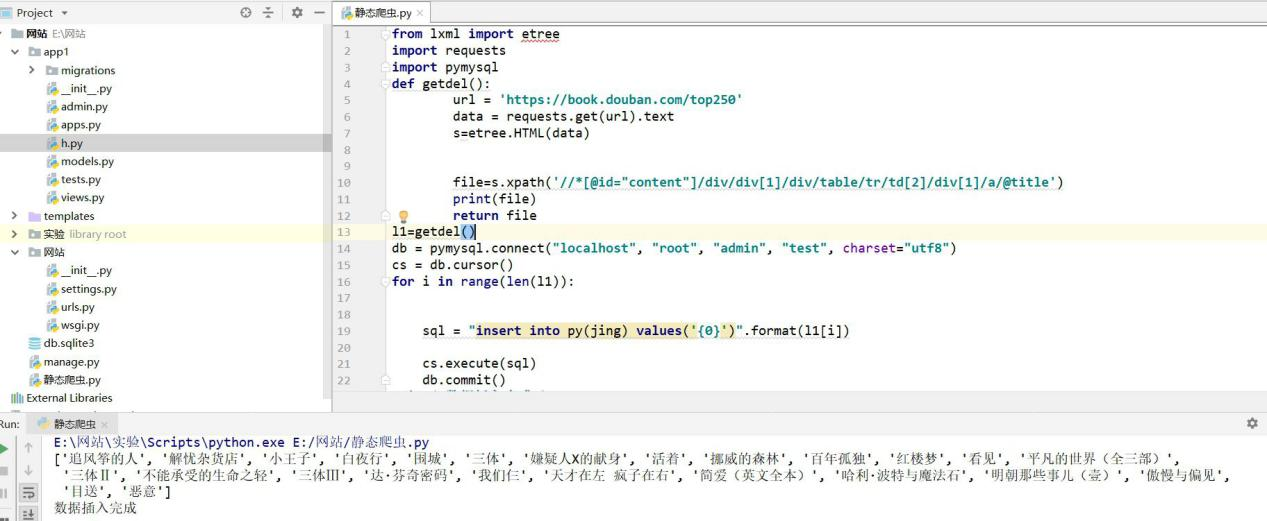 Project
网站 E:\网站
app1
migrations
__init__.py
admin.py
apps.py
h.py
models.py
tests.py
views.py
templates
实验 library root
网站
__init__.py
settings.py
urls.py
wsgi.py
db.sqlite3
manage.py
静态爬虫.py
External Libraries
静态爬虫.py
1 from lxml import etree
2 import requests
3 import pymysql
4 def getdel():
5 url = 'https://book.douban.com/top250'
6 data = requests.get(url).text
7 s=etree.HTML(data)
8
9
10 file=s.xpath('//*[@id="content"]/div/div[1]/div/table/tr/td[2]/div[1]/a/@title')
11 print(file)
12 return file
13 l1=getdel()
14 db = pymysql.connect("localhost", "root", "admin", "test", charset="utf8")
15 cs = db.cursor()
16 for i in range(len(l1)):
17
18
19 sql = "insert into py(jing) values('{0}')".format(l1[i])
20
21 cs.execute(sql)
22 db.commit()
Run: 静态爬虫
E:\网站\实验\Scripts\python.exe E:/网站/静态爬虫.py
['追风筝的人', '解忧杂货店', '小王子', '白夜行', '围城', '三体', '嫌疑人X的献身', '活着', '挪威的森林', '百年孤独', '红楼梦', '看见', '平凡的世界（全三部）',
'三体Ⅱ', '不能承受的生命之轻', '三体Ⅲ', '达·芬奇密码', '我们仨', '天才在左 疯子在右', '简爱（英文全本）', '哈利·波特与魔法石', '明朝那些事儿（壹）', '傲慢与偏见',
'目送', '恶意']
数据插入完成